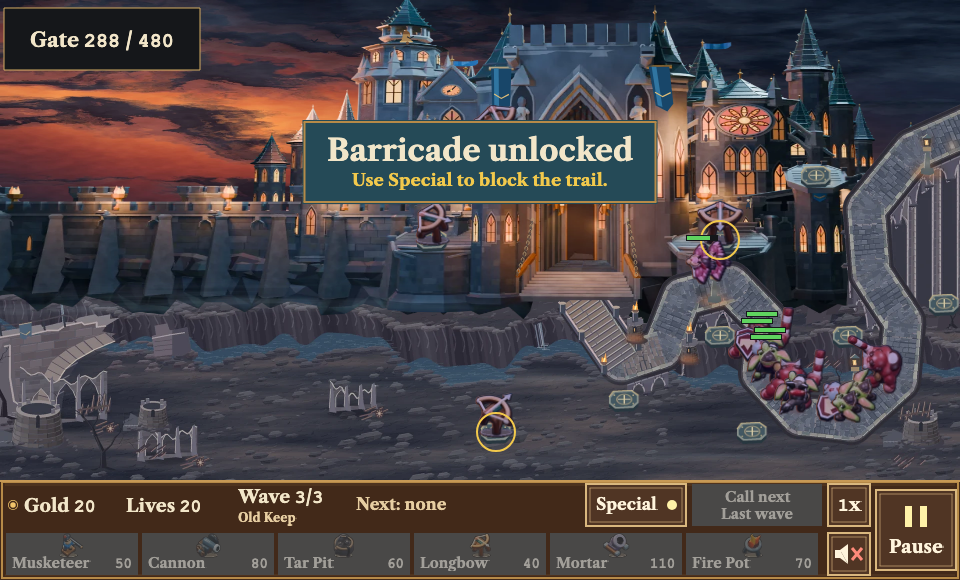 Gate 288 / 480
Barricade unlocked
Use Special to block the trail.
Gold 20
Lives 20
Wave 3/3
Old Keep
Next: none
Special
Call next
Last wave
1x
Pause
Musketeer 50
Cannon 80
Tar Pit 60
Longbow 40
Mortar 110
Fire Pot 70